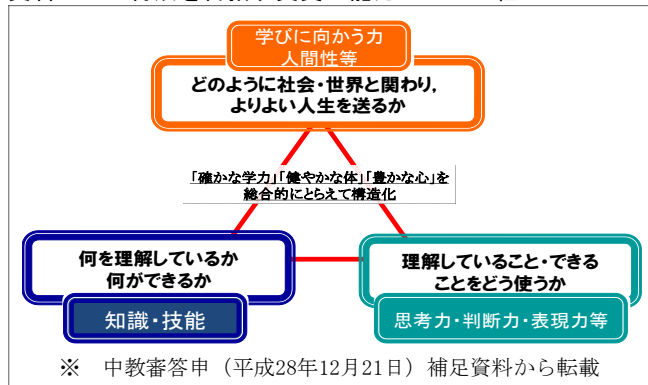 学びに向かう力
人間性等
どのように社会・世界と関わり,
よりよい人生を送るか
「確かな学力」「健やかな体」「豊かな心」を
総合的にとらえて構造化
何を理解しているか
何ができるか
知識・技能
理解していること・できる
ことをどう使うか
思考力・判断力・表現力等
※　中教審答申（平成28年12月21日）補足資料から転載